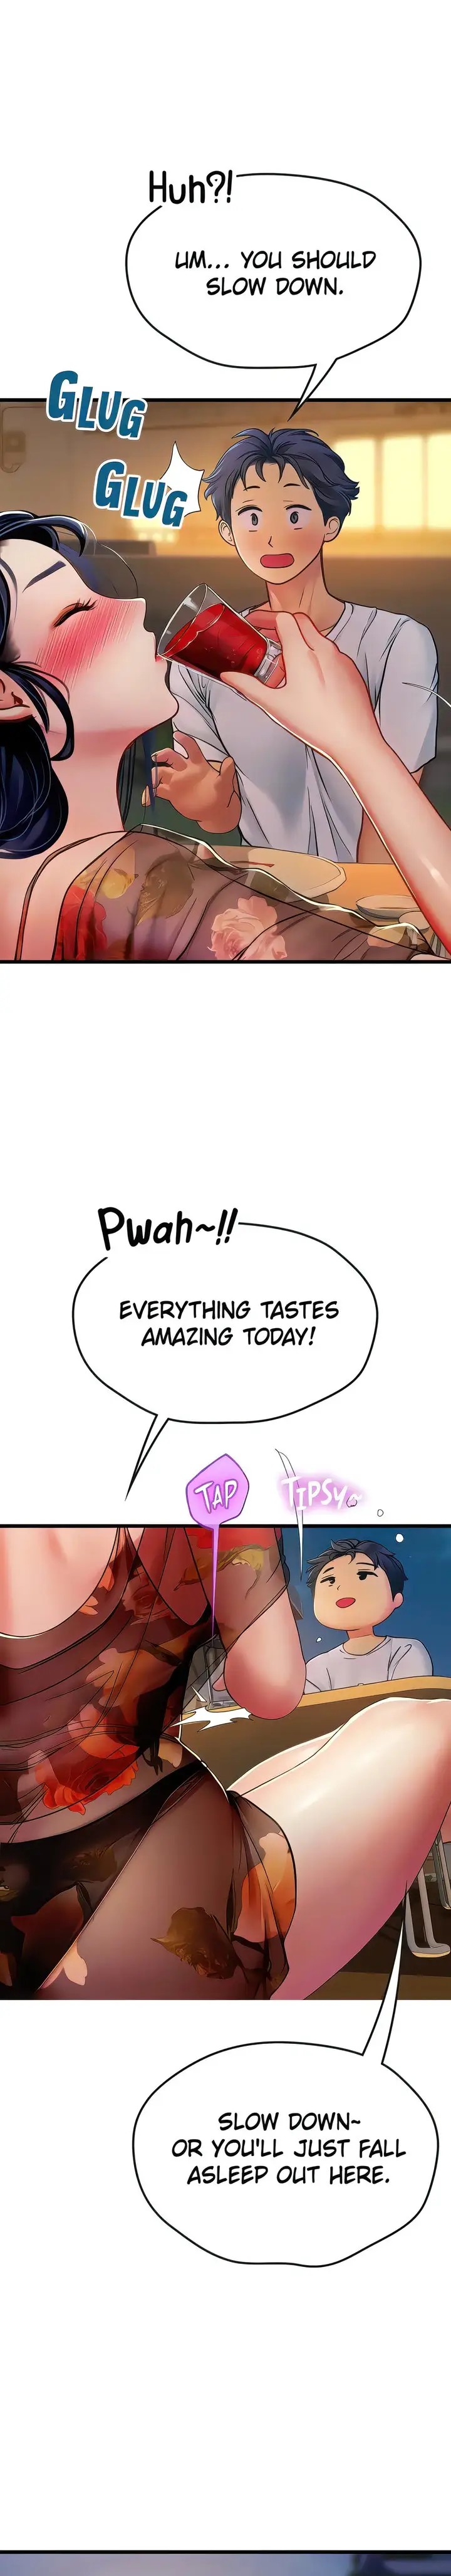 Huh?!
UM... YOU SHOULD
SLOW DOWN.
GLUG
GLUG
Pwah~!!
EVERYTHING TASTES
AMAZING TODAY!
TAP
TIPSY~
SLOW DOWN~
OR YOU'LL JUST FALL
ASLEEP OUT HERE.